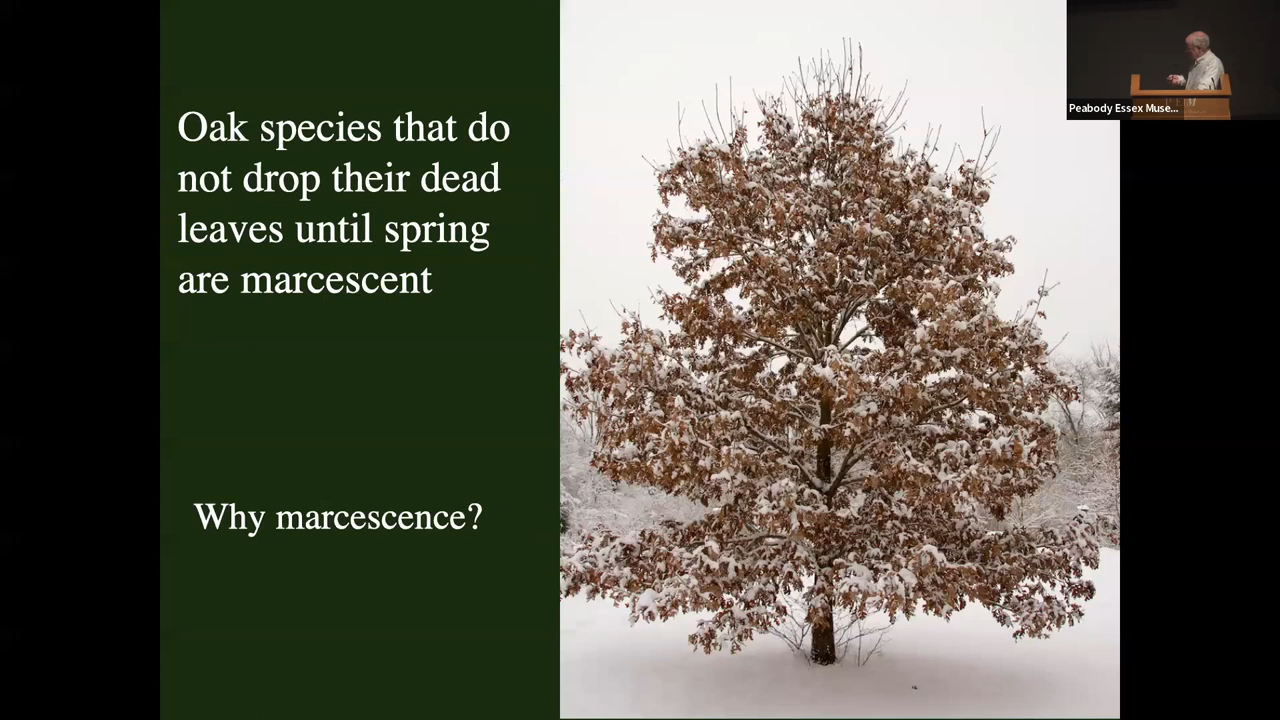 Oak species that do
not drop their dead
leaves until spring
are marcescent
Why marcescence?
Peabody Essex Muse...